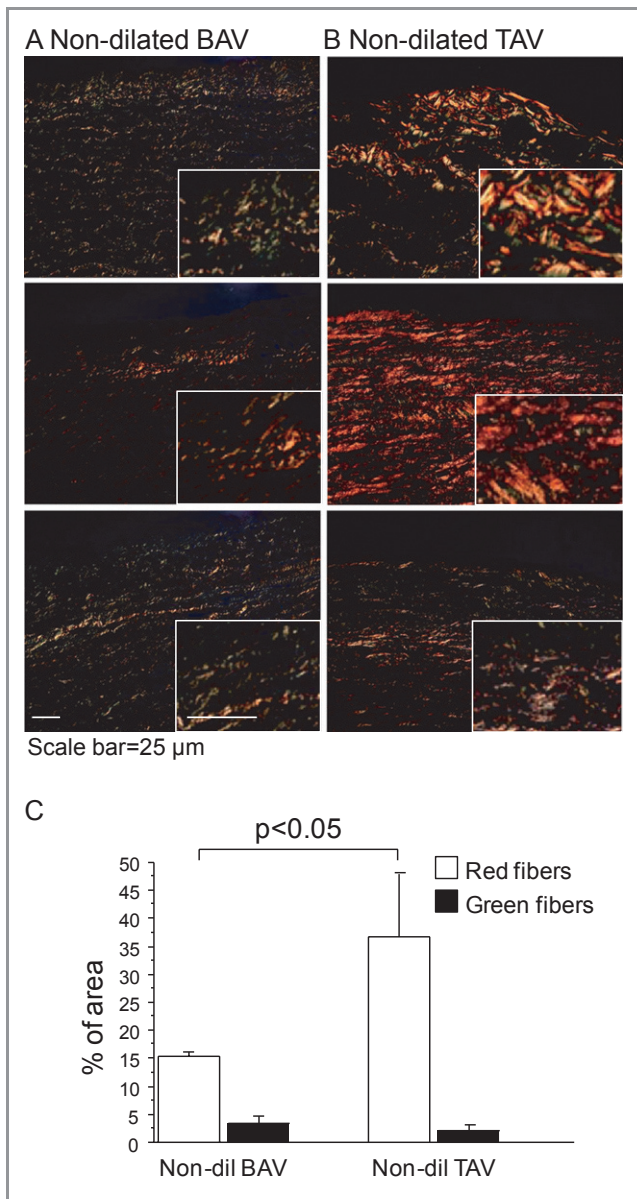 A Non-dilated BAV
B Non-dilated TAV
Scale bar=25 µm
C
p<0.05
Red fibers
Green fibers
% of area
50
45
40
35
30
25
20
15
10
5
0
Non-dil BAV
Non-dil TAV